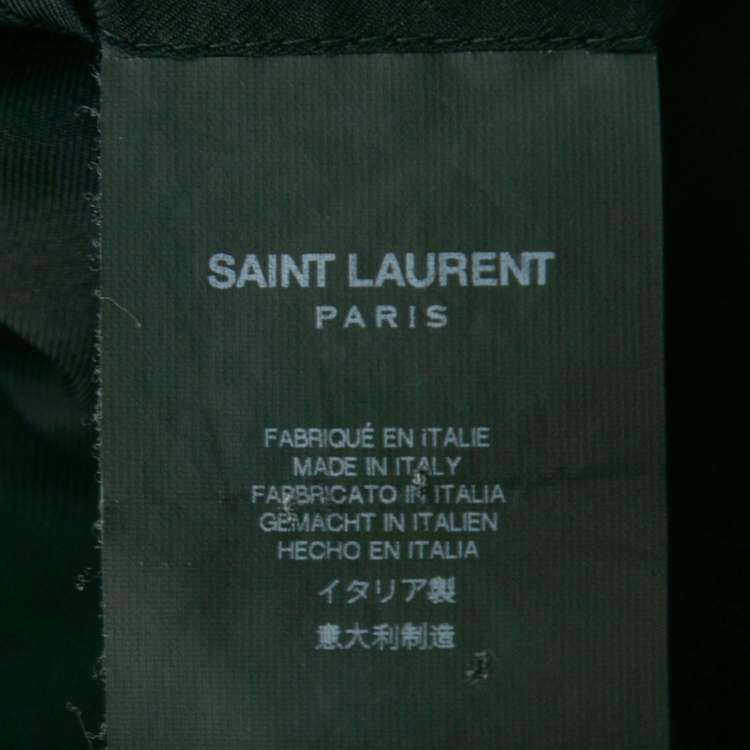 SAINT LAURENT
PARIS
FABRIQUÉ EN ITALIE
MADE IN ITALY
FABBRICATO IN ITALIA
GEMACHT IN ITALIEN
HECHO EN ITALIA
イタリア製
意大利制造